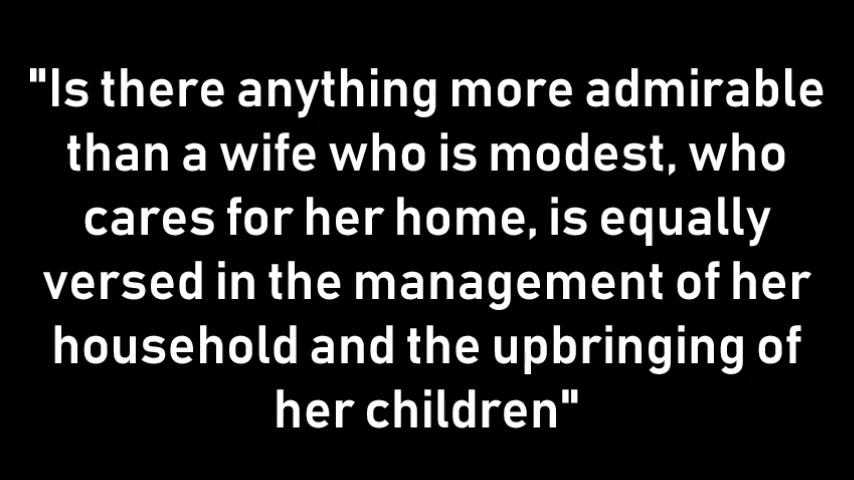 "Is there anything more admirable
than a wife who is modest, who
cares for her home, is equally
versed in the management of her
household and the upbringing of
her children"